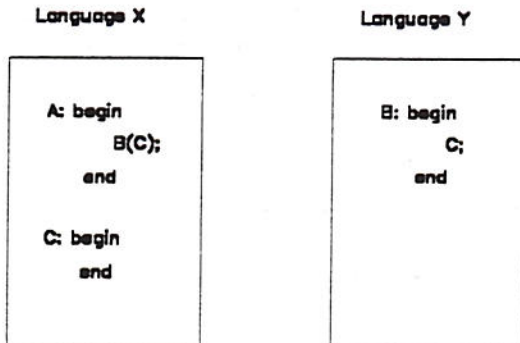 Language X
A: begin
B(C);
end
C: begin
end
Language Y
B: begin
C;
end